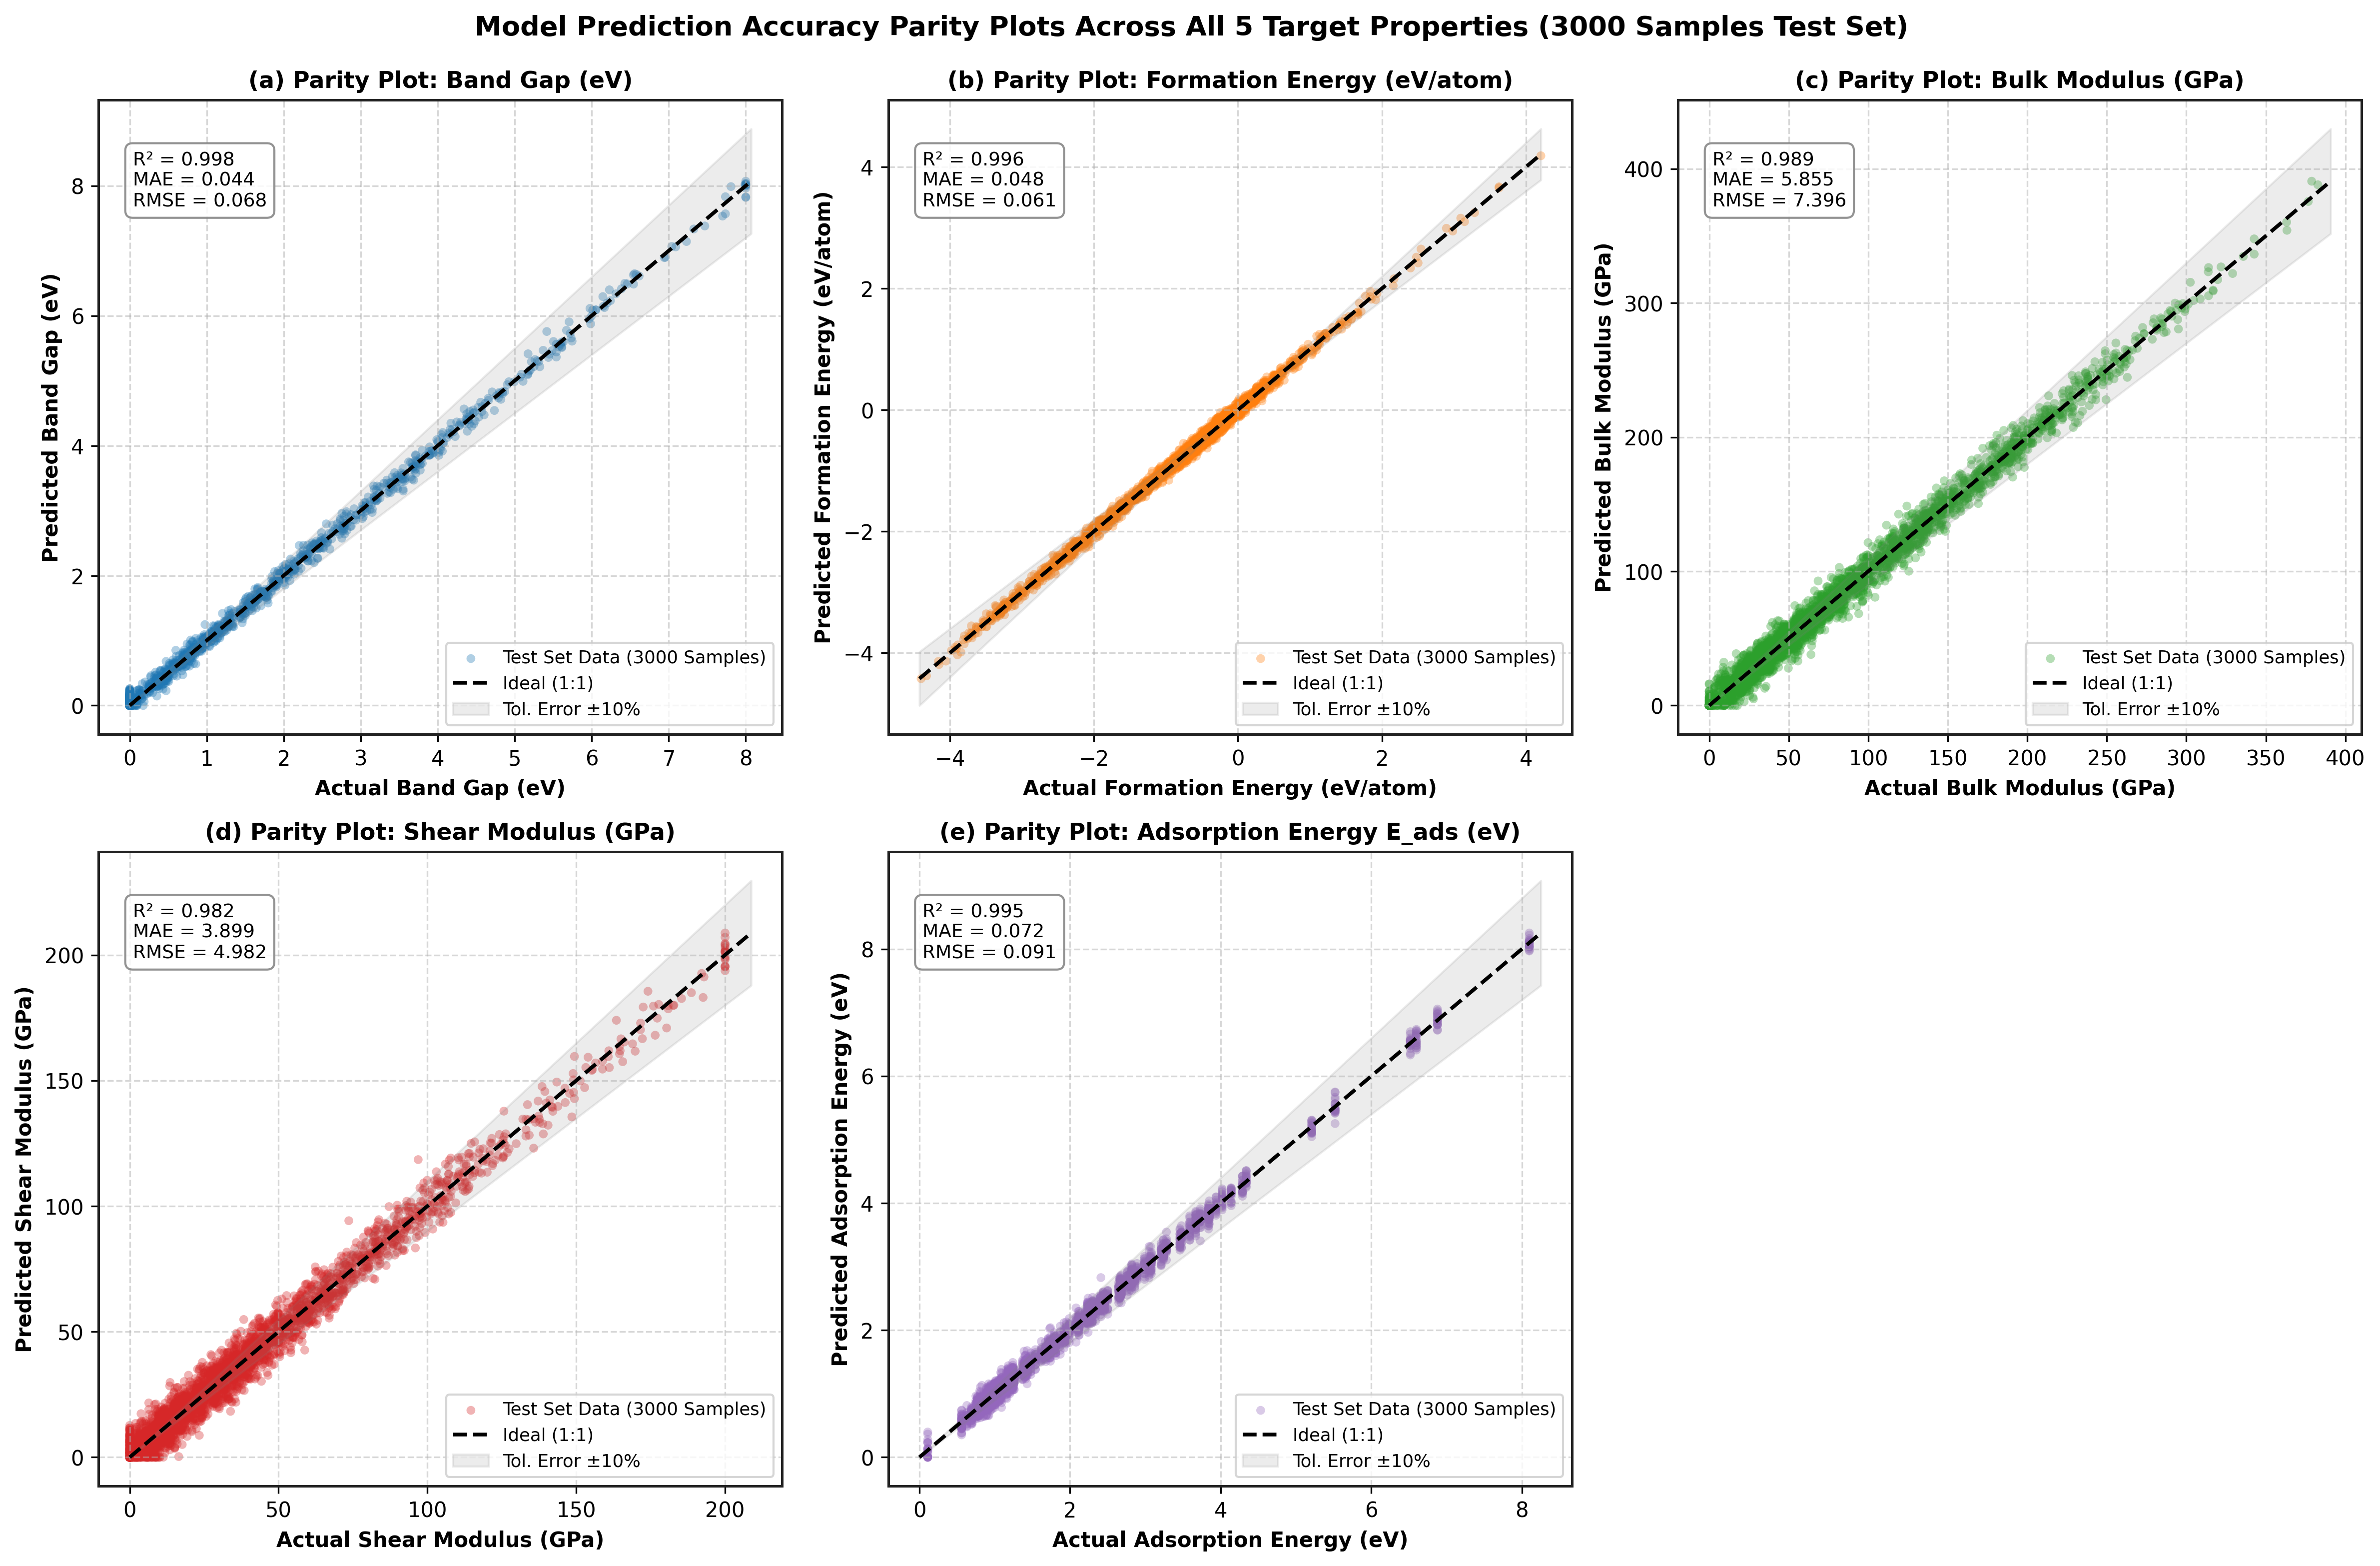 Model Prediction Accuracy Parity Plots Across All 5 Target Properties (3000 Samples Test Set)
(a) Parity Plot: Band Gap (eV)
R² = 0.998
MAE = 0.044
RMSE = 0.068
Predicted Band Gap (eV)
8
6
4
2
0
Test Set Data (3000 Samples)
Ideal (1:1)
Tol. Error ±10%
0 1 2 3 4 5 6 7 8
Actual Band Gap (eV)
(b) Parity Plot: Formation Energy (eV/atom)
R² = 0.996
MAE = 0.048
RMSE = 0.061
Predicted Formation Energy (eV/atom)
4
2
0
−2
−4
Test Set Data (3000 Samples)
Ideal (1:1)
Tol. Error ±10%
−4 −2 0 2 4
Actual Formation Energy (eV/atom)
(c) Parity Plot: Bulk Modulus (GPa)
R² = 0.989
MAE = 5.855
RMSE = 7.396
Predicted Bulk Modulus (GPa)
400
300
200
100
0
Test Set Data (3000 Samples)
Ideal (1:1)
Tol. Error ±10%
0 50 100 150 200 250 300 350 400
Actual Bulk Modulus (GPa)
(d) Parity Plot: Shear Modulus (GPa)
R² = 0.982
MAE = 3.899
RMSE = 4.982
Predicted Shear Modulus (GPa)
200
150
100
50
0
Test Set Data (3000 Samples)
Ideal (1:1)
Tol. Error ±10%
0 50 100 150 200
Actual Shear Modulus (GPa)
(e) Parity Plot: Adsorption Energy E_ads (eV)
R² = 0.995
MAE = 0.072
RMSE = 0.091
Predicted Adsorption Energy (eV)
8
6
4
2
0
Test Set Data (3000 Samples)
Ideal (1:1)
Tol. Error ±10%
0 2 4 6 8
Actual Adsorption Energy (eV)